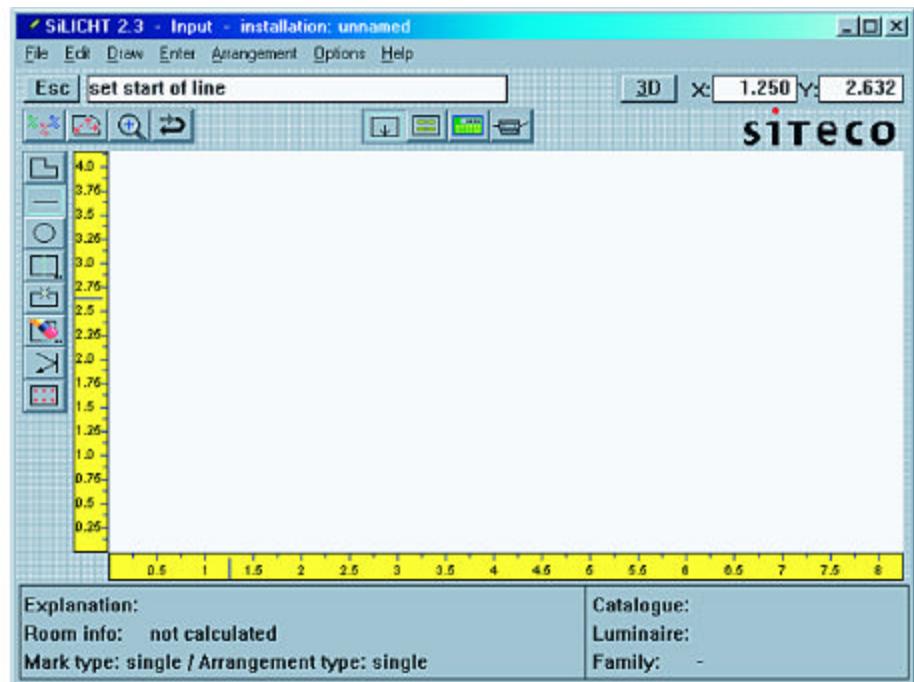 SiLICHT 2.3 - Input - installation: unnamed
File Edit Draw Enter Arrangement Options Help
Esc set start of line 3D X: 1.250 Y: 2.632
siTeco
4.0
3.75
3.5
3.25
3.0
2.75
2.5
2.25
2.0
1.75
1.5
1.25
1.0
0.75
0.5
0.25
0.5 1 1.5 2 2.5 3 3.5 4 4.5 5 5.5 6 6.5 7 7.5 8
Explanation:
Room info: not calculated
Mark type: single / Arrangement type: single
Catalogue:
Luminaire:
Family: -